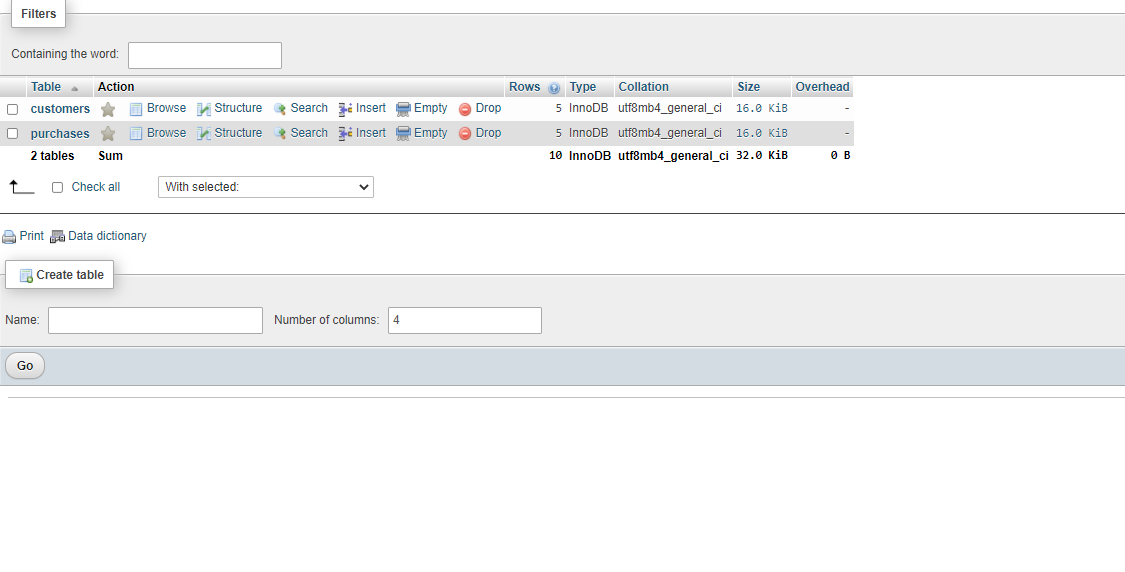 Filters
Containing the word:
Table Action Rows Type Collation Size Overhead
customers Browse Structure Search Insert Empty Drop 5 InnoDB utf8mb4_general_ci 16.0 KiB -
purchases Browse Structure Search Insert Empty Drop 5 InnoDB utf8mb4_general_ci 16.0 KiB -
2 tables Sum 10 InnoDB utf8mb4_general_ci 32.0 KiB 0 B
Check all With selected:
Print Data dictionary
Create table
Name: Number of columns: 4
Go